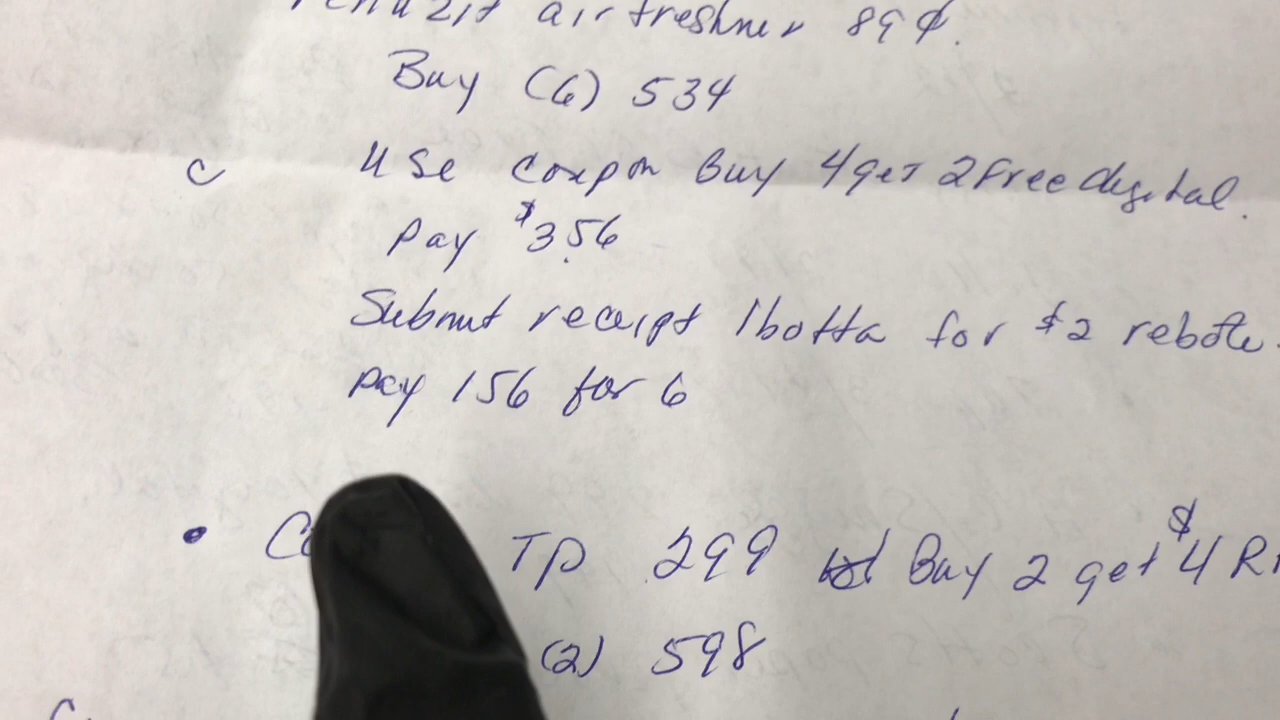 air freshner 89¢.
Buy (6) 534
c Use coupon Buy 4 get 2 Free digital.
Pay $3.56
Submit receipt Ibotta for $2 rebate.
Pay 156 for 6
• TP 299 Buy 2 get $4
(2) 598